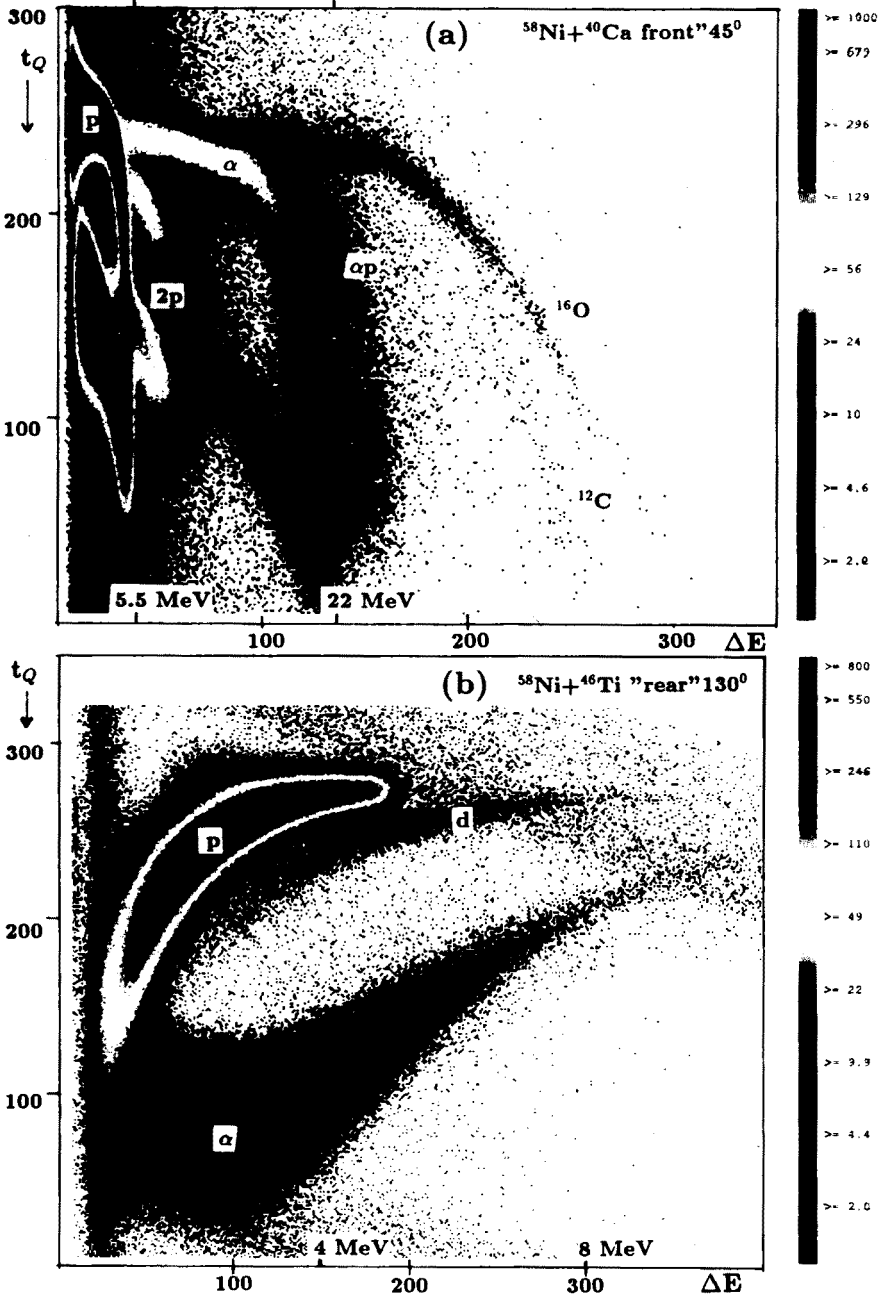 300
(a) ⁵⁸Ni+⁴⁰Ca front"45⁰
t_Q
p
α
200
αp
2p
¹⁶O
100
¹²C
5.5 MeV
22 MeV
100
200
300
ΔE
>= 1000
>= 679
>= 296
>= 129
>= 56
>= 24
>= 10
>= 4.6
>= 2.0
t_Q
(b) ⁵⁸Ni+⁴⁶Ti "rear"130⁰
300
d
p
200
100
α
4 MeV
8 MeV
100
200
300
ΔE
>= 800
>= 550
>= 246
>= 110
>= 49
>= 22
>= 9.9
>= 4.4
>= 2.0